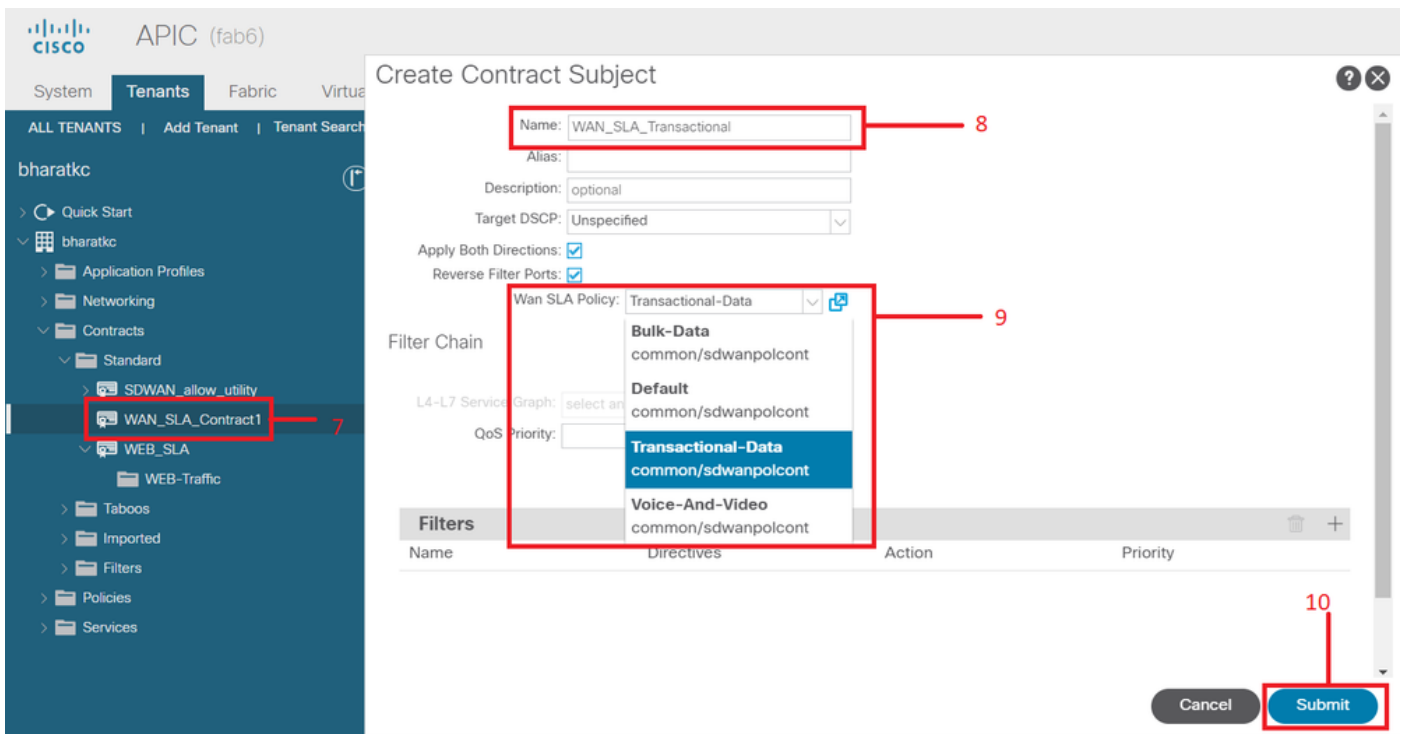 CISCO
APIC (fab6)
System Tenants Fabric Virtua
ALL TENANTS | Add Tenant | Tenant Search
bharatkc
Quick Start
bharatkc
Application Profiles
Networking
Contracts
Standard
SDWAN_allow_utility
WAN_SLA_Contract1
7
WEB_SLA
WEB-Traffic
Taboos
Imported
Filters
Policies
Services
Create Contract Subject
Name: WAN_SLA_Transactional
8
Alias:
Description: optional
Target DSCP: Unspecified
Apply Both Directions:
Reverse Filter Ports:
Wan SLA Policy: Transactional-Data
9
Bulk-Data
common/sdwanpolcont
Default
common/sdwanpolcont
Transactional-Data
common/sdwanpolcont
Voice-And-Video
common/sdwanpolcont
Filter Chain
L4-L7 Service Graph: select an
QoS Priority:
Filters
Name Directives Action Priority
10
Cancel Submit